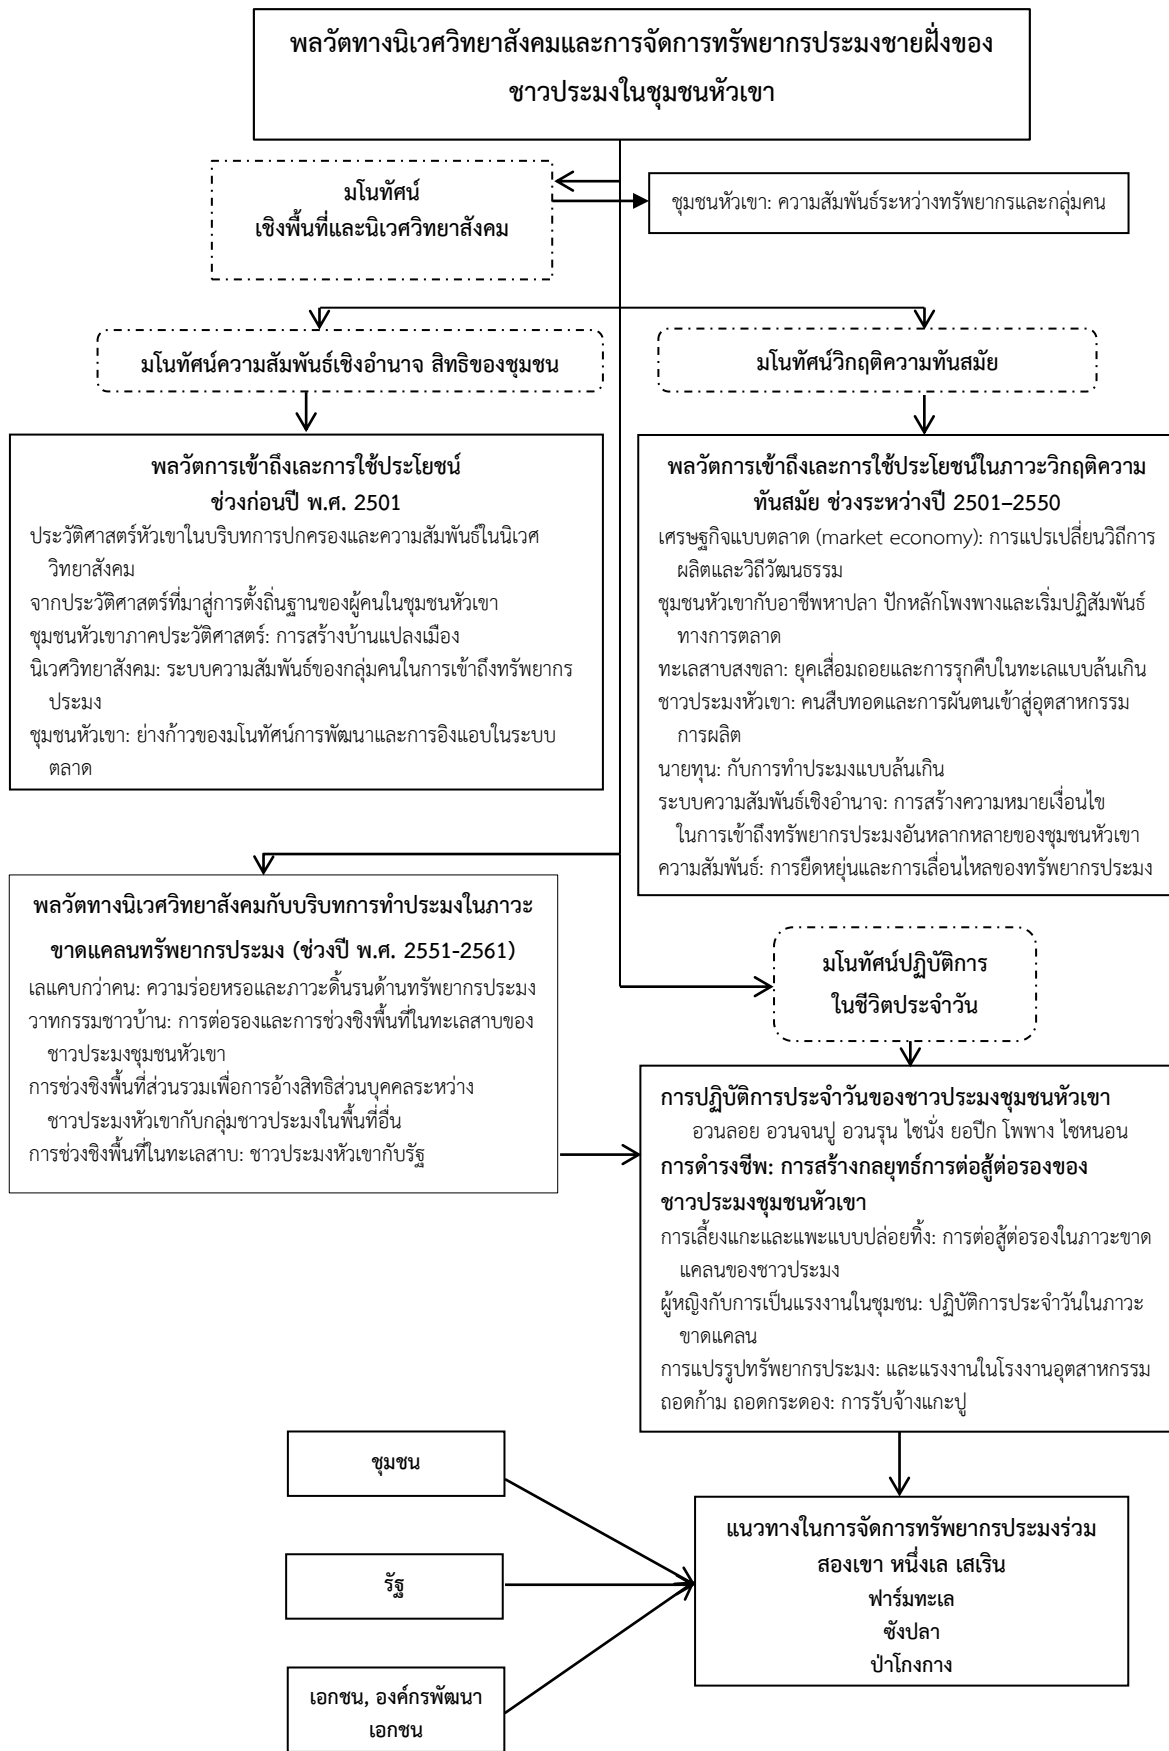 พลวัตทางนิเวศวิทยาสังคมและการจัดการทรัพยากรประมงชายฝั่งของ
ชาวประมงในชุมชนหัวเขา
มโนทัศน์
เชิงพื้นที่และนิเวศวิทยาสังคม
ชุมชนหัวเขา: ความสัมพันธ์ระหว่างทรัพยากรและกลุ่มคน
มโนทัศน์ความสัมพันธ์เชิงอำนาจ สิทธิของชุมชน
มโนทัศน์วิกฤติความทันสมัย
พลวัตการเข้าถึงและการใช้ประโยชน์
ช่วงก่อนปี พ.ศ. 2501
ประวัติศาสตร์หัวเขาในบริบทการปกครองและความสัมพันธ์ในนิเวศ
วิทยาสังคม
จากประวัติศาสตร์ที่มาสู่การตั้งถิ่นฐานของผู้คนในชุมชนหัวเขา
ชุมชนหัวเขาภาคประวัติศาสตร์: การสร้างบ้านแปลงเมือง
นิเวศวิทยาสังคม: ระบบความสัมพันธ์ของกลุ่มคนในการเข้าถึงทรัพยากร
ประมง
ชุมชนหัวเขา: ย่างก้าวของมโนทัศน์การพัฒนาและการอิงแอบในระบบ
ตลาด
พลวัตการเข้าถึงและการใช้ประโยชน์ในภาวะวิกฤติความ
ทันสมัย ช่วงระหว่างปี 2501–2550
เศรษฐกิจแบบตลาด (market economy): การแปรเปลี่ยนวิถีการ
ผลิตและวิถีวัฒนธรรม
ชุมชนหัวเขากับอาชีพหาปลา ปักหลักโพงพางและเริ่มปฏิสัมพันธ์
ทางการตลาด
ทะเลสาบสงขลา: ยุคเสื่อมถอยและการรุกคืบในทะเลแบบล้นเกิน
ชาวประมงหัวเขา: คนสืบทอดและการผันตนเข้าสู่อุตสาหกรรม
การผลิต
นายทุน: กับการทำประมงแบบล้นเกิน
ระบบความสัมพันธ์เชิงอำนาจ: การสร้างความหมายเงื่อนไข
ในการเข้าถึงทรัพยากรประมงอันหลากหลายของชุมชนหัวเขา
ความสัมพันธ์: การยืดหยุ่นและการเลื่อนไหลของทรัพยากรประมง
พลวัตทางนิเวศวิทยาสังคมกับบริบทการทำประมงในภาวะ
ขาดแคลนทรัพยากรประมง (ช่วงปี พ.ศ. 2551-2561)
เลแคบกว่าคน: ความร่อยหรอและภาวะดิ้นรนด้านทรัพยากรประมง
วาทกรรมชาวบ้าน: การต่อรองและการช่วงชิงพื้นที่ในทะเลสาบของ
ชาวประมงชุมชนหัวเขา
การช่วงชิงพื้นที่ส่วนรวมเพื่อการอ้างสิทธิส่วนบุคคลระหว่าง
ชาวประมงหัวเขากับกลุ่มชาวประมงในพื้นที่อื่น
การช่วงชิงพื้นที่ในทะเลสาบ: ชาวประมงหัวเขากับรัฐ
มโนทัศน์ปฏิบัติการ
ในชีวิตประจำวัน
การปฏิบัติการประจำวันของชาวประมงชุมชนหัวเขา
อวนลอย อวนจนปู อวนรุน ไซนั่ง ยอปีก โพพาง ไซหนอน
การดำรงชีพ: การสร้างกลยุทธ์การต่อสู้ต่อรองของ
ชาวประมงชุมชนหัวเขา
การเลี้ยงแกะและแพะแบบปล่อยทิ้ง: การต่อสู้ต่อรองในภาวะขาด
แคลนของชาวประมง
ผู้หญิงกับการเป็นแรงงานในชุมชน: ปฏิบัติการประจำวันในภาวะ
ขาดแคลน
การแปรรูปทรัพยากรประมง: และแรงงานในโรงงานอุตสาหกรรม
ถอดก้าม ถอดกระดอง: การรับจ้างแกะปู
ชุมชน
รัฐ
เอกชน, องค์กรพัฒนา
เอกชน
แนวทางในการจัดการทรัพยากรประมงร่วม
สองเขา หนึ่งเล เสเริน
ฟาร์มทะเล
ซังปลา
ป่าโกงกาง